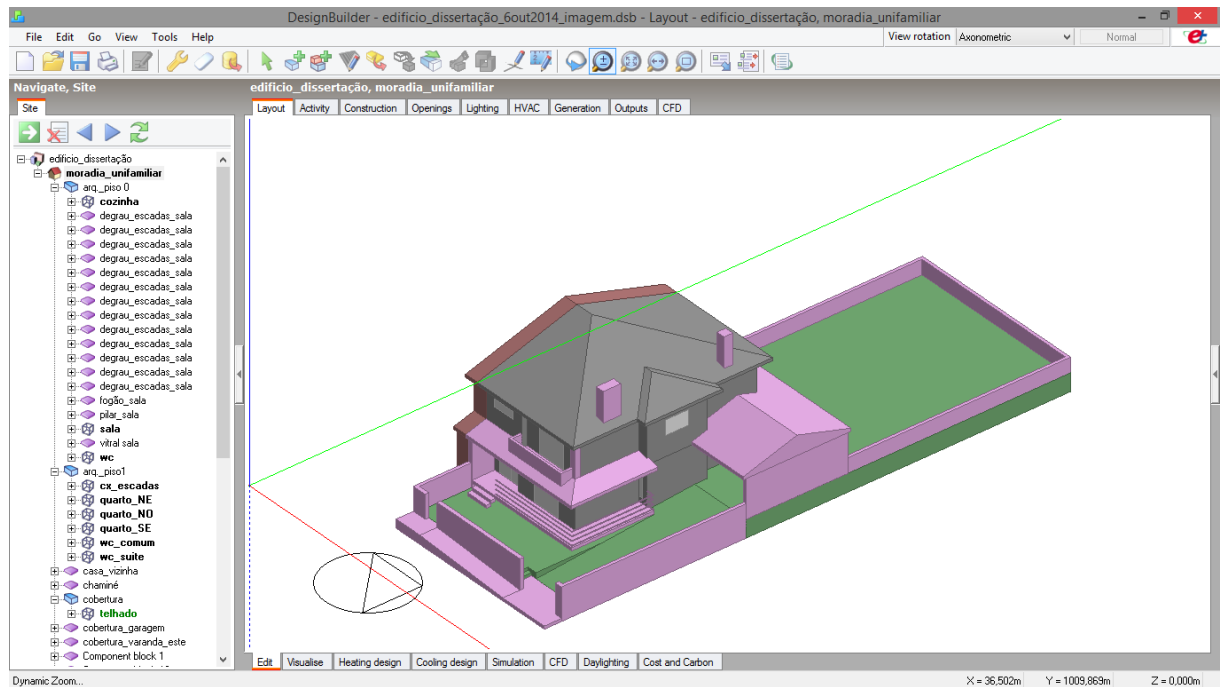 DesignBuilder - edificio_dissertação_6out2014_imagem.dsb - Layout - edificio_dissertação, moradia_unifamiliar
File Edit Go View Tools Help
View rotation Axonometric Normal
Navigate, Site
edificio_dissertação, moradia_unifamiliar
Site
Layout Activity Construction Openings Lighting HVAC Generation Outputs CFD
edificio_dissertação
moradia_unifamiliar
arq._piso 0
cozinha
degrau_escadas_sala
degrau_escadas_sala
degrau_escadas_sala
degrau_escadas_sala
degrau_escadas_sala
degrau_escadas_sala
degrau_escadas_sala
degrau_escadas_sala
degrau_escadas_sala
degrau_escadas_sala
degrau_escadas_sala
degrau_escadas_sala
degrau_escadas_sala
fogão_sala
pilar_sala
sala
vitral sala
wc
arq._piso1
cx_escadas
quarto_NE
quarto_NO
quarto_SE
wc_comum
wc_suite
casa_vizinha
chaminé
cobertura
telhado
cobertura_garagem
cobertura_varanda_este
Component block 1
Edit Visualise Heating design Cooling design Simulation CFD Daylighting Cost and Carbon
Dynamic Zoom... X = 36,502m Y = 1009,869m Z = 0,000m